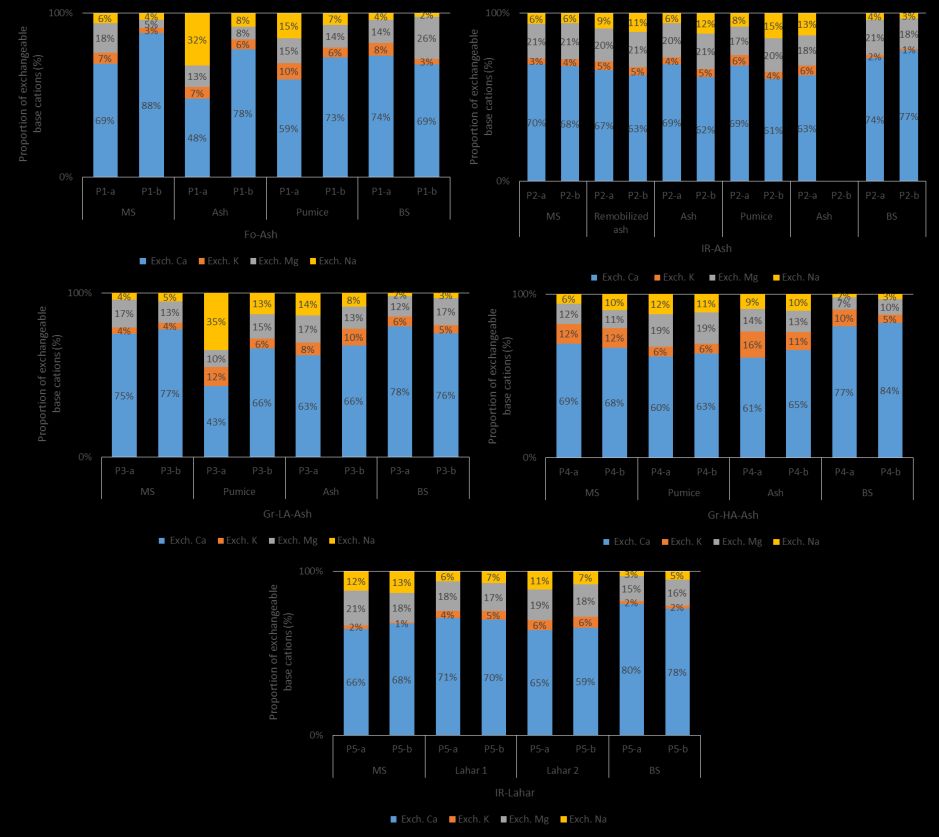 Proportion of exchangeable base cations (%)
100%
6% 4% 32% 8% 15% 7% 4% 2%
18% 5% 13% 8% 15% 14% 14% 26%
7% 3% 7% 6% 10% 6% 8% 3%
69% 88% 48% 78% 59% 73% 74% 69%
0%
P1-a P1-b P1-a P1-b P1-a P1-b P1-a P1-b
MS Ash Pumice BS
Fo-Ash
Exch. Ca Exch. K Exch. Mg Exch. Na
Proportion of exchangeable base cations (%)
100%
6% 6% 9% 11% 6% 12% 8% 15% 13% 4% 3%
21% 21% 20% 21% 20% 21% 17% 20% 18% 21% 18%
3% 4% 5% 5% 4% 5% 6% 4% 6% 2% 1%
70% 68% 67% 63% 69% 62% 69% 61% 63% 74% 77%
0%
P2-a P2-b P2-a P2-b P2-a P2-b P2-a P2-b P2-a P2-b P2-a P2-b
MS Remobilized ash Ash Pumice Ash BS
IR-Ash
Exch. Ca Exch. K Exch. Mg Exch. Na
Proportion of exchangeable base cations (%)
100%
4% 5% 35% 13% 14% 8% 2% 3%
17% 13% 10% 15% 17% 13% 12% 17%
4% 4% 12% 6% 8% 10% 6% 5%
75% 77% 43% 66% 63% 66% 78% 76%
0%
P3-a P3-b P3-a P3-b P3-a P3-b P3-a P3-b
MS Pumice Ash BS
Gr-LA-Ash
Exch. Ca Exch. K Exch. Mg Exch. Na
Proportion of exchangeable base cations (%)
100%
6% 10% 12% 11% 9% 10% 3%
12% 11% 19% 19% 14% 13% 7% 10%
12% 12% 6% 6% 16% 11% 10% 5%
69% 68% 60% 63% 61% 65% 77% 84%
0%
P4-a P4-b P4-a P4-b P4-a P4-b P4-a P4-b
MS Pumice Ash BS
Gr-HA-Ash
Exch. Ca Exch. K Exch. Mg Exch. Na
Proportion of exchangeable base cations (%)
100%
12% 13% 6% 7% 11% 7% 3% 5%
21% 18% 18% 17% 19% 18% 15% 16%
2% 1% 4% 5% 6% 6% 2% 2%
66% 68% 71% 70% 65% 59% 80% 78%
0%
P5-a P5-b P5-a P5-b P5-a P5-b P5-a P5-b
MS Lahar 1 Lahar 2 BS
IR-Lahar
Exch. Ca Exch. K Exch. Mg Exch. Na